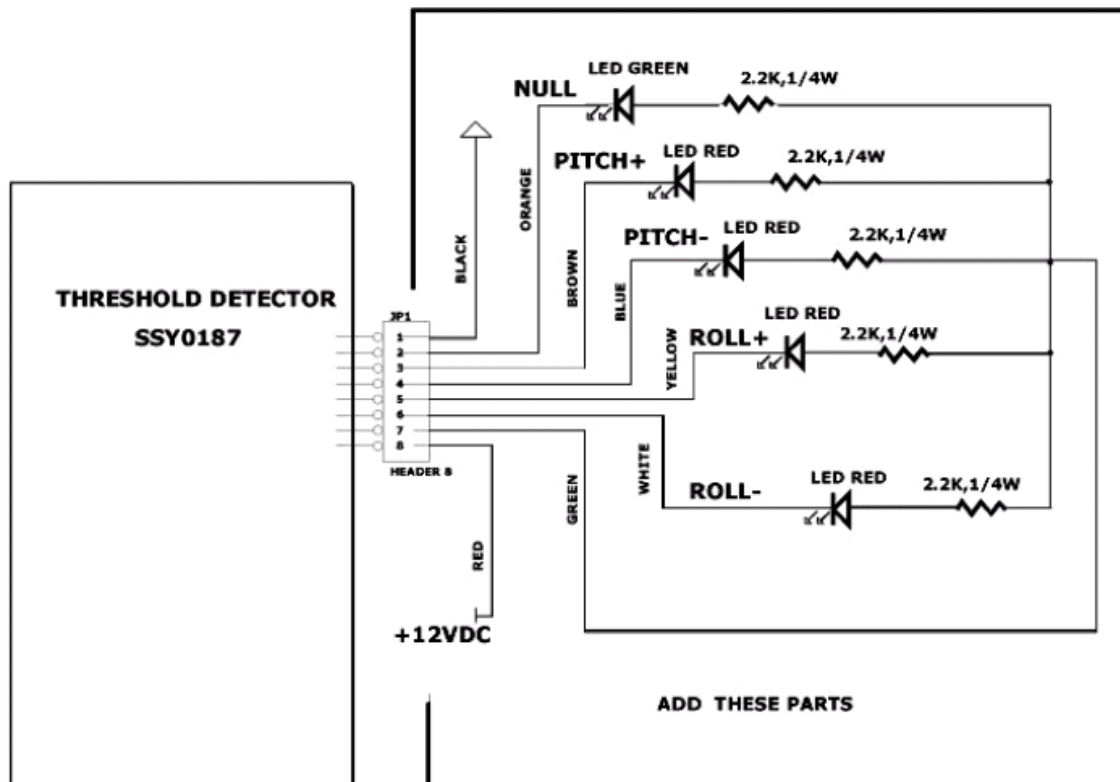 LED GREEN
2.2K,1/4W
NULL
LED RED
2.2K,1/4W
PITCH+
ORANGE
LED RED
2.2K,1/4W
PITCH-
BLACK
BROWN
BLUE
THRESHOLD DETECTOR
SSY0187
JP1
LED RED
2.2K,1/4W
ROLL+
YELLOW
1
2
3
4
5
6
7
8
HEADER 8
WHITE
LED RED
2.2K,1/4W
ROLL-
GREEN
RED
+12VDC
ADD THESE PARTS